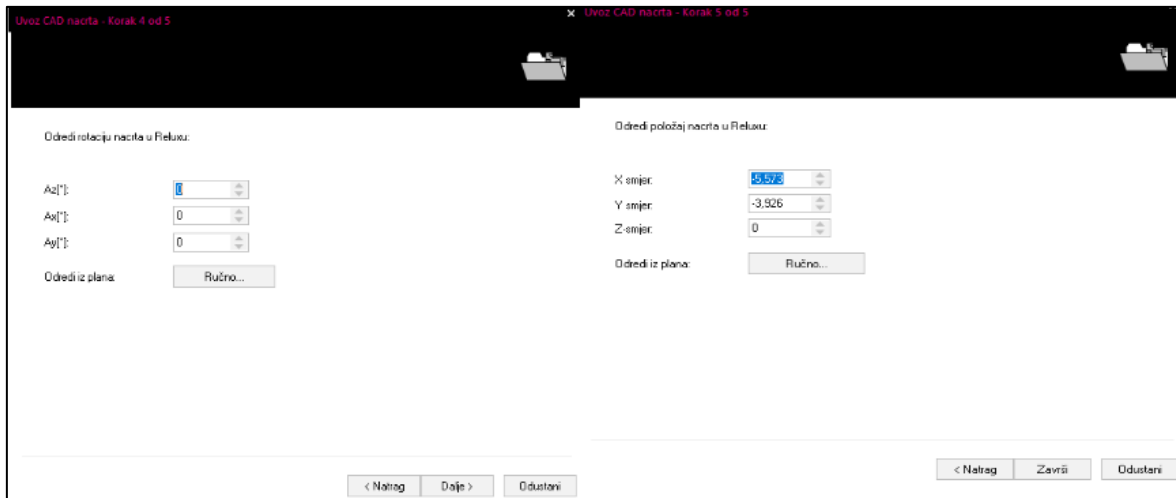 Uvoz CAD nacrta - Korak 4 od 5
Odredi rotaciju nacrta u Reluxu:
Az[°]: 0
Ax[°]: 0
Ay[°]: 0
Odredi iz plana: Ručno...
< Natrag Dalje > Odustani
Uvoz CAD nacrta - Korak 5 od 5
Odredi položaj nacrta u Reluxu:
X smjer: -5,573
Y smjer: -3,926
Z-smjer: 0
Odredi iz plana: Ručno...
< Natrag Završi Odustani